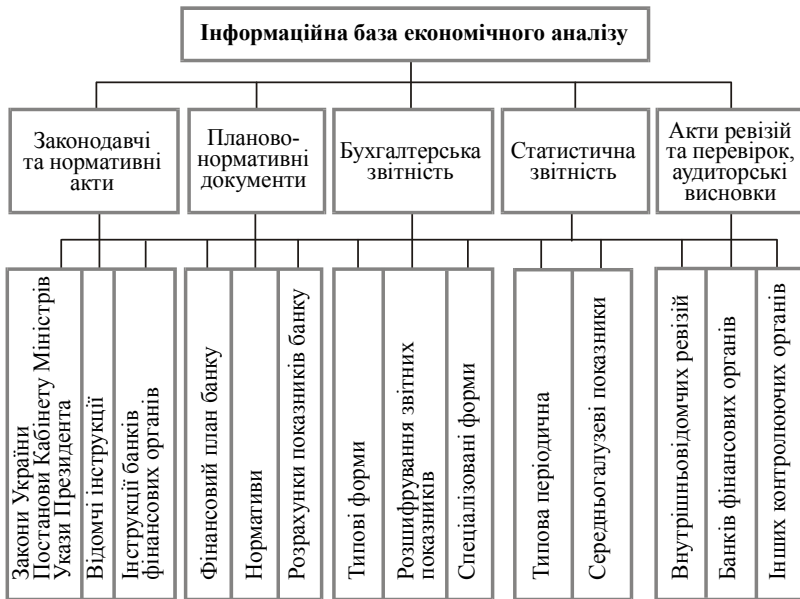 Інформаційна база економічного аналізу
Законодавчі
та нормативні
акти
Планово-
нормативні
документи
Бухгалтерська
звітність
Статистична
звітність
Акти ревізій
та перевірок,
аудиторські
висновки
Закони України
Постанови Кабінету Міністрів
Укази Президента
Відомчі інструкції
Інструкції банків
фінансових органів
Фінансовий план банку
Нормативи
Розрахунки показників банку
Типові форми
Розшифрування звітних
показників
Спеціалізовані форми
Типова періодична
Середньогалузеві показники
Внутрішньовідомчих ревізій
Банків фінансових органів
Інших контролюючих органів